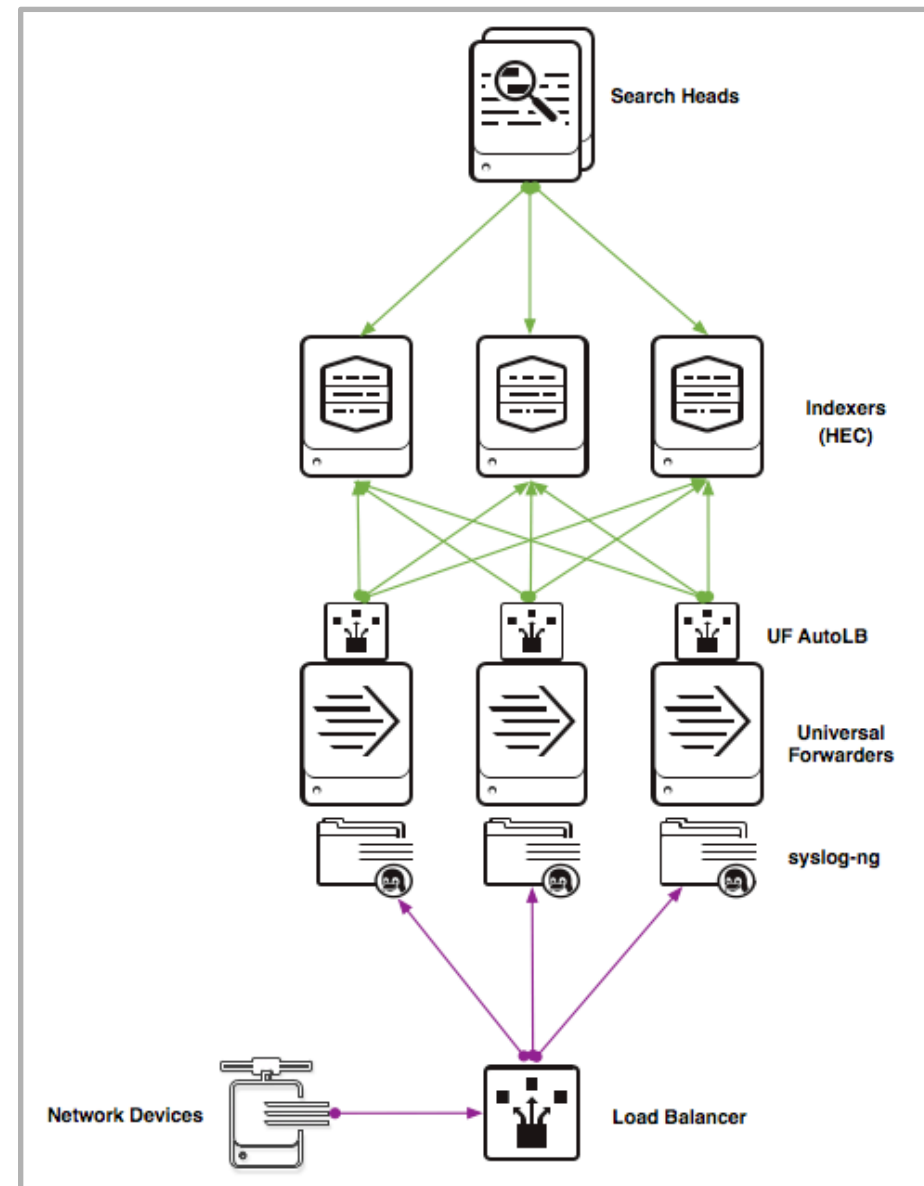 Search Heads
Indexers
(HEC)
UF AutoLB
Universal
Forwarders
syslog-ng
Network Devices
Load Balancer